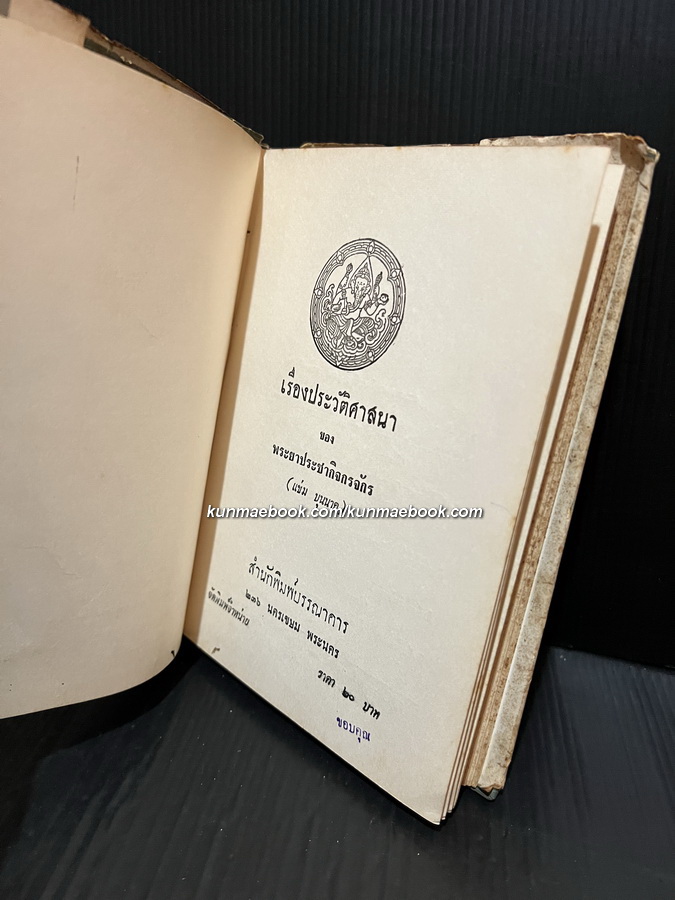 เรื่องประวัติศาสนา
ของ
พระยาประชากิจกรจักร
(แช่ม บุนนาค)
kunmaebook.com/kunmaebook.com
สำนักพิมพ์บรรณาคาร
๒๓๖ นครเขษม พระนคร
จัดพิมพ์จำหน่าย
ราคา ๒๐ บาท
ขอบคุณ